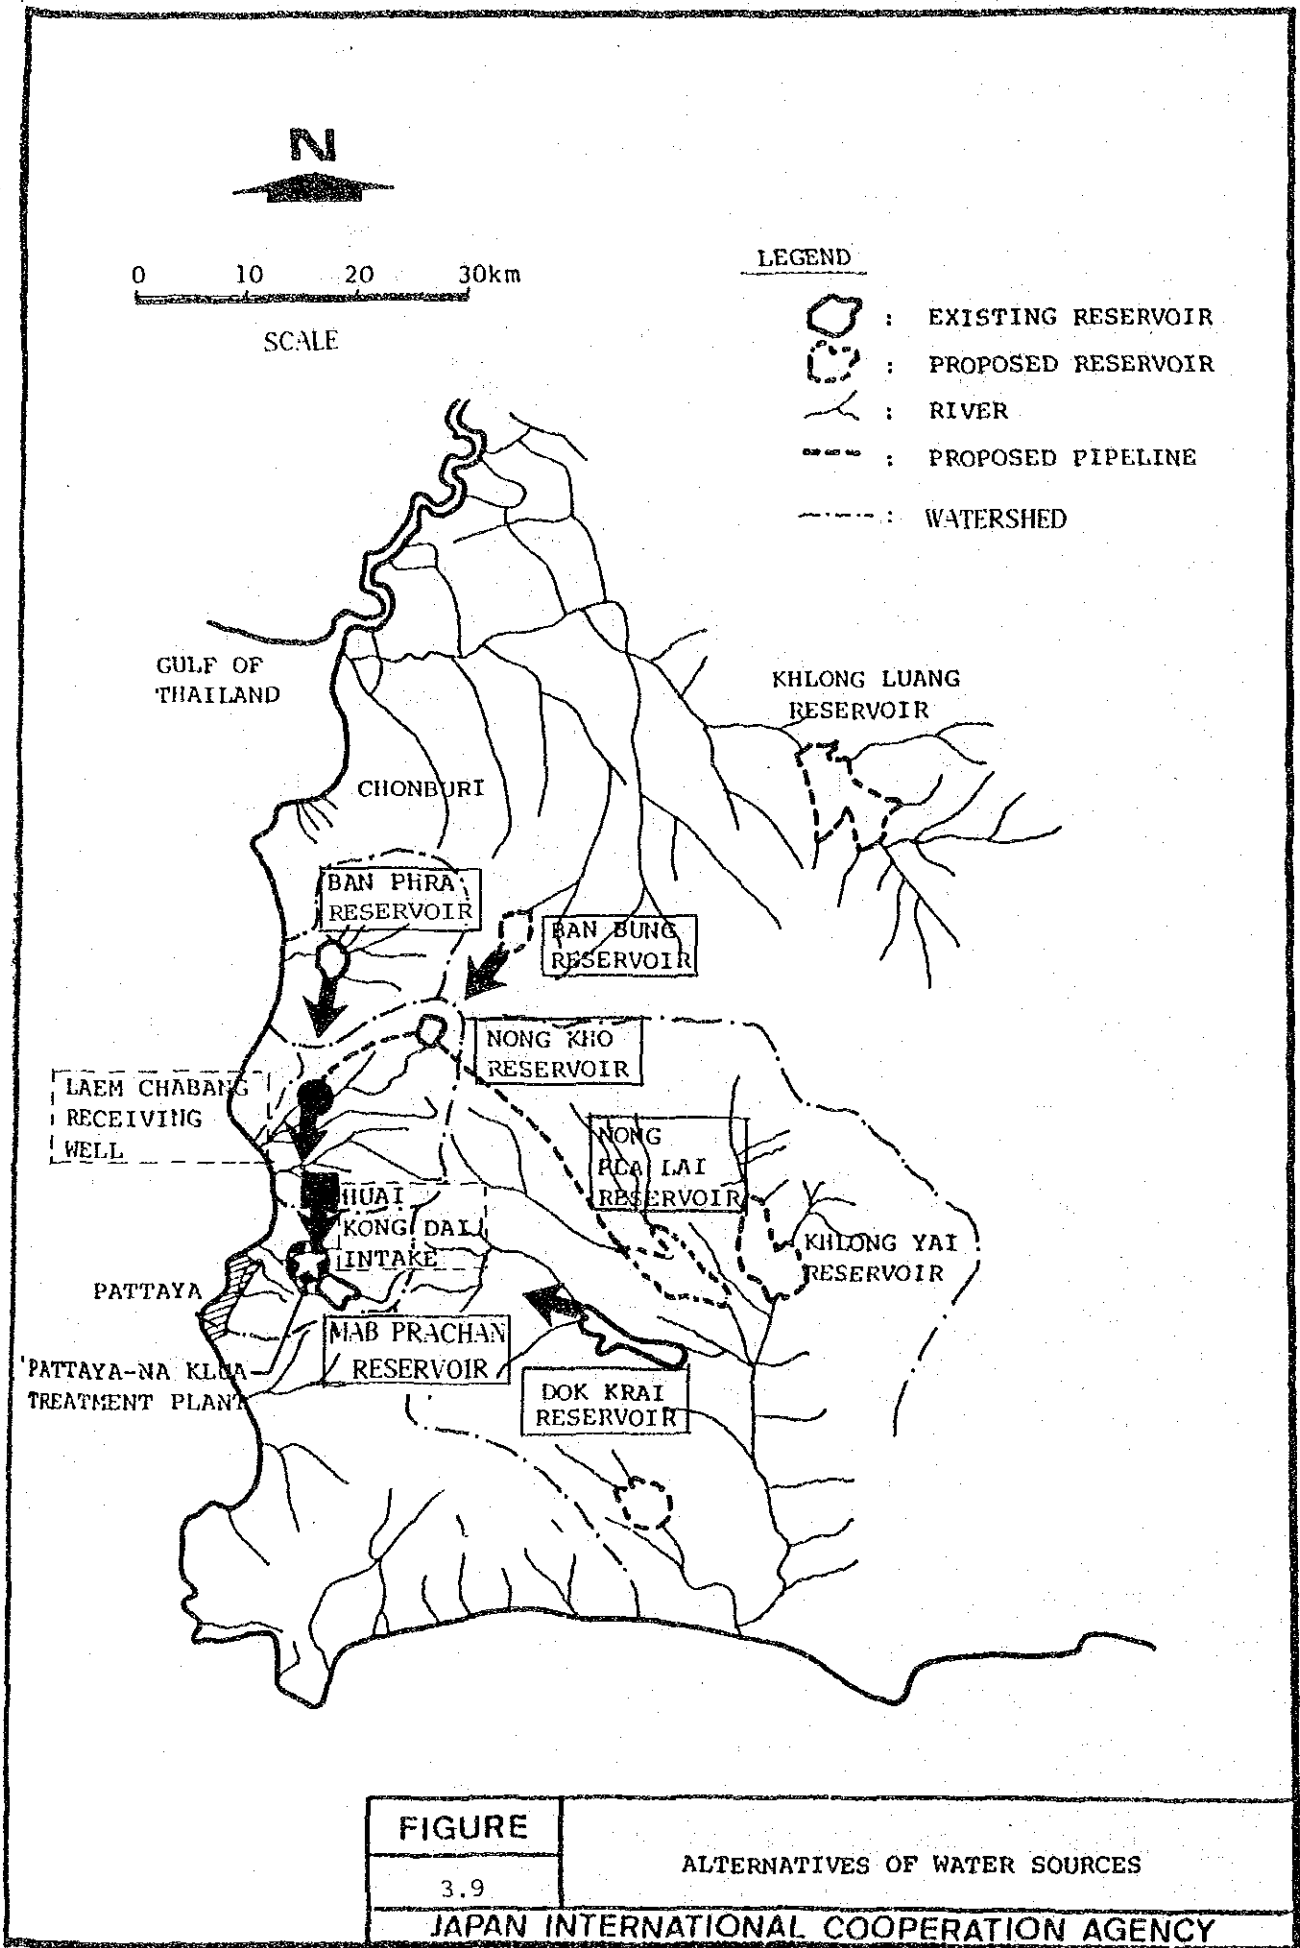 N
0 10 20 30km
SCALE
LEGEND
: EXISTING RESERVOIR
: PROPOSED RESERVOIR
: RIVER
: PROPOSED PIPELINE
: WATERSHED
GULF OF
THAILAND
KHLONG LUANG
RESERVOIR
CHONBURI
BAN PHRA
RESERVOIR
BAN BUNG
RESERVOIR
NONG KHO
RESERVOIR
LAEM CHABANG
RECEIVING
WELL
NONG
PLA LAI
RESERVOIR
HUAI
KONG DAI
INTAKE
KHLONG YAI
RESERVOIR
PATTAYA
MAB PRACHAN
RESERVOIR
PATTAYA-NA KLUA
TREATMENT PLANT
DOK KRAI
RESERVOIR
FIGURE
3.9
ALTERNATIVES OF WATER SOURCES
JAPAN INTERNATIONAL COOPERATION AGENCY